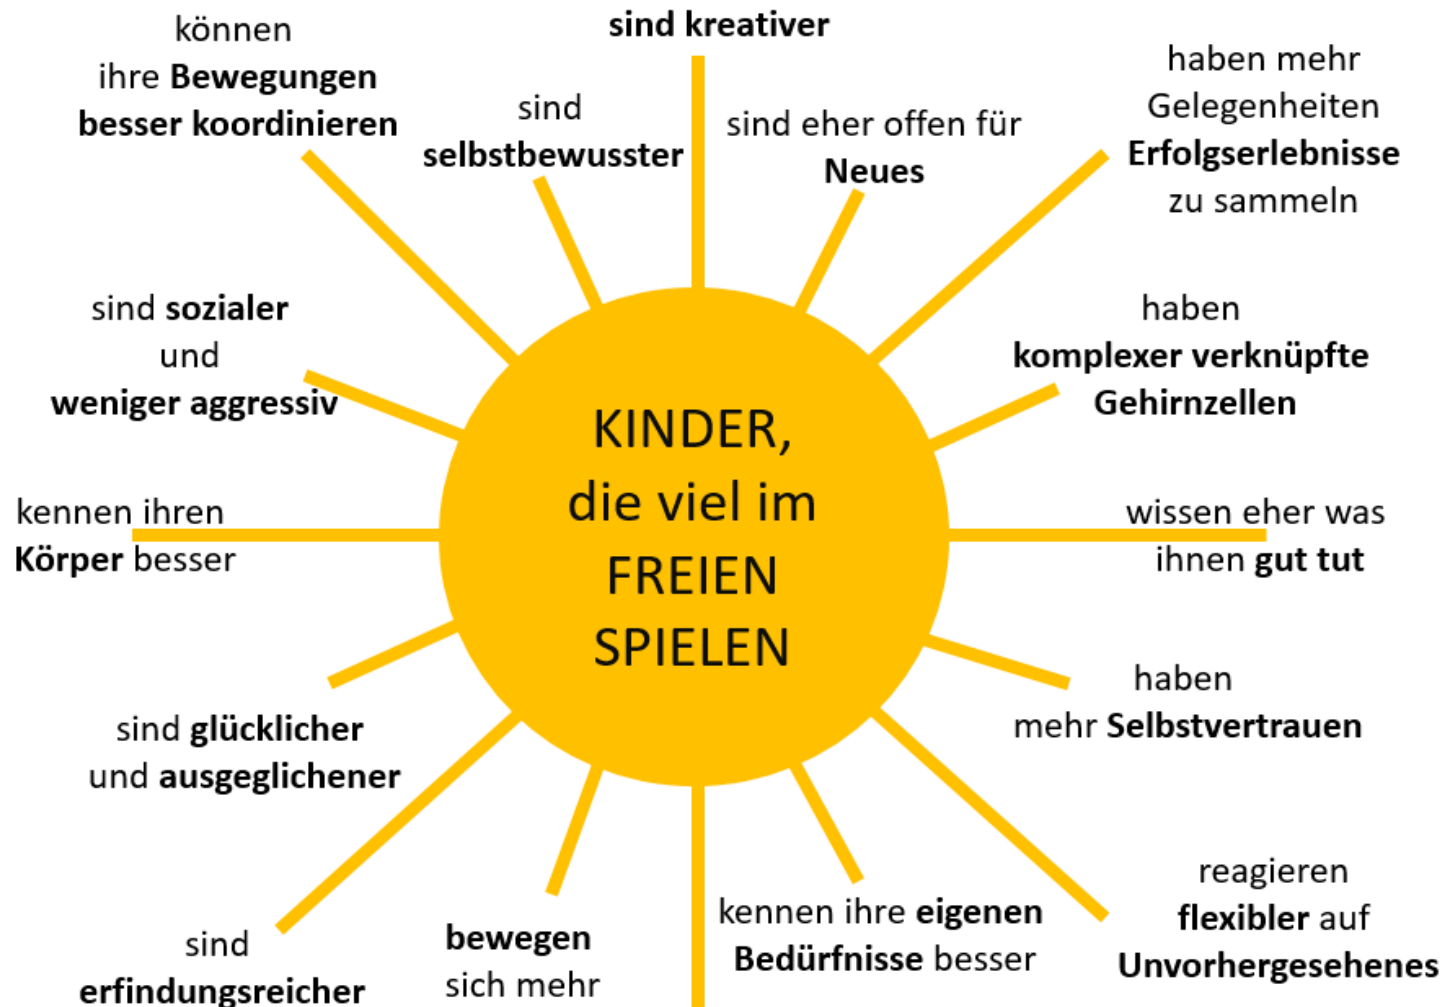 sind kreativer
können
ihre Bewegungen
besser koordinieren
sind
selbstbewusster
sind eher offen für
Neues
haben mehr
Gelegenheiten
Erfolgserlebnisse
zu sammeln
sind sozialer
und
weniger aggressiv
haben
komplexer verknüpfte
Gehirnzellen
KINDER,
die viel im
FREIEN
SPIELEN
kennen ihren
Körper besser
wissen eher was
ihnen gut tut
sind glücklicher
und ausgeglichener
haben
mehr Selbstvertrauen
sind
erfindungsreicher
bewegen
sich mehr
kennen ihre eigenen
Bedürfnisse besser
reagieren
flexibler auf
Unvorhergesehenes